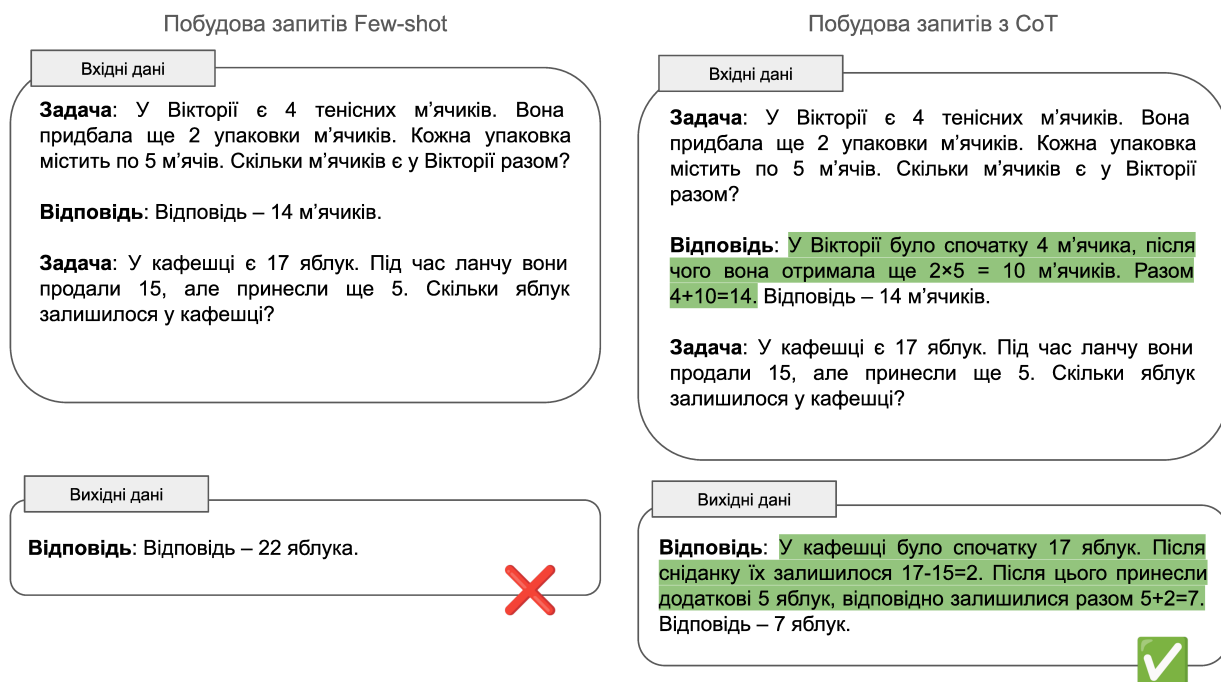 Побудова запитів Few-shot
Вхідні дані
Задача: У Вікторії є 4 тенісних м’ячиків. Вона
придбала ще 2 упаковки м’ячиків. Кожна упаковка
містить по 5 м’ячів. Скільки м’ячиків є у Вікторії разом?
Відповідь: Відповідь – 14 м’ячиків.
Задача: У кафешці є 17 яблук. Під час ланчу вони
продали 15, але принесли ще 5. Скільки яблук
залишилося у кафешці?
Вихідні дані
Відповідь: Відповідь – 22 яблука.
Побудова запитів з CoT
Вхідні дані
Задача: У Вікторії є 4 тенісних м’ячиків. Вона
придбала ще 2 упаковки м’ячиків. Кожна упаковка
містить по 5 м’ячів. Скільки м’ячиків є у Вікторії
разом?
Відповідь: У Вікторії було спочатку 4 м’ячика, після
чого вона отримала ще 2×5 = 10 м’ячиків. Разом
4+10=14. Відповідь – 14 м’ячиків.
Задача: У кафешці є 17 яблук. Під час ланчу вони
продали 15, але принесли ще 5. Скільки яблук
залишилося у кафешці?
Вихідні дані
Відповідь: У кафешці було спочатку 17 яблук. Після
сніданку їх залишилося 17-15=2. Після цього принесли
додаткові 5 яблук, відповідно залишилися разом 5+2=7.
Відповідь – 7 яблук.